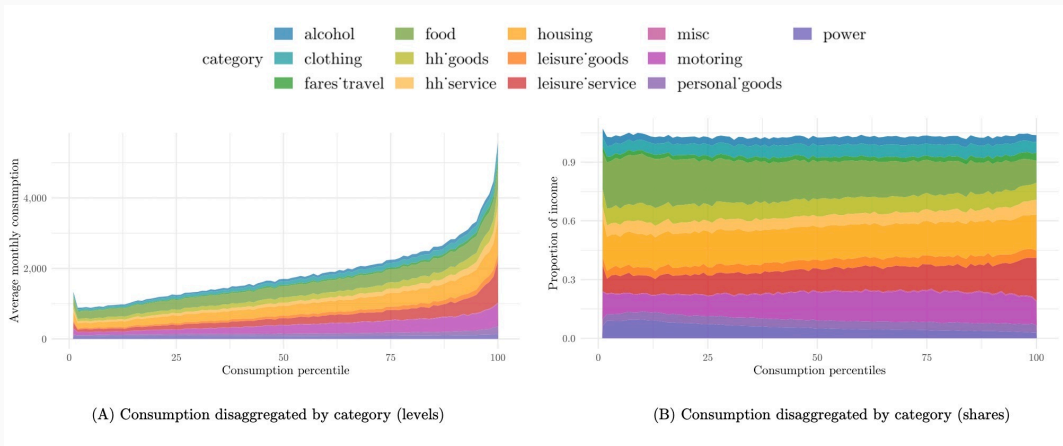 alcohol food housing misc power
category clothing hh˙goods leisure˙goods motoring
fares˙travel hh˙service leisure˙service personal˙goods
Average monthly consumption
4,000
2,000
0
0 25 50 75 100
Consumption percentile
(A) Consumption disaggregated by category (levels)
Proportion of income
0.9
0.6
0.3
0.0
0 25 50 75 100
Consumption percentiles
(B) Consumption disaggregated by category (shares)